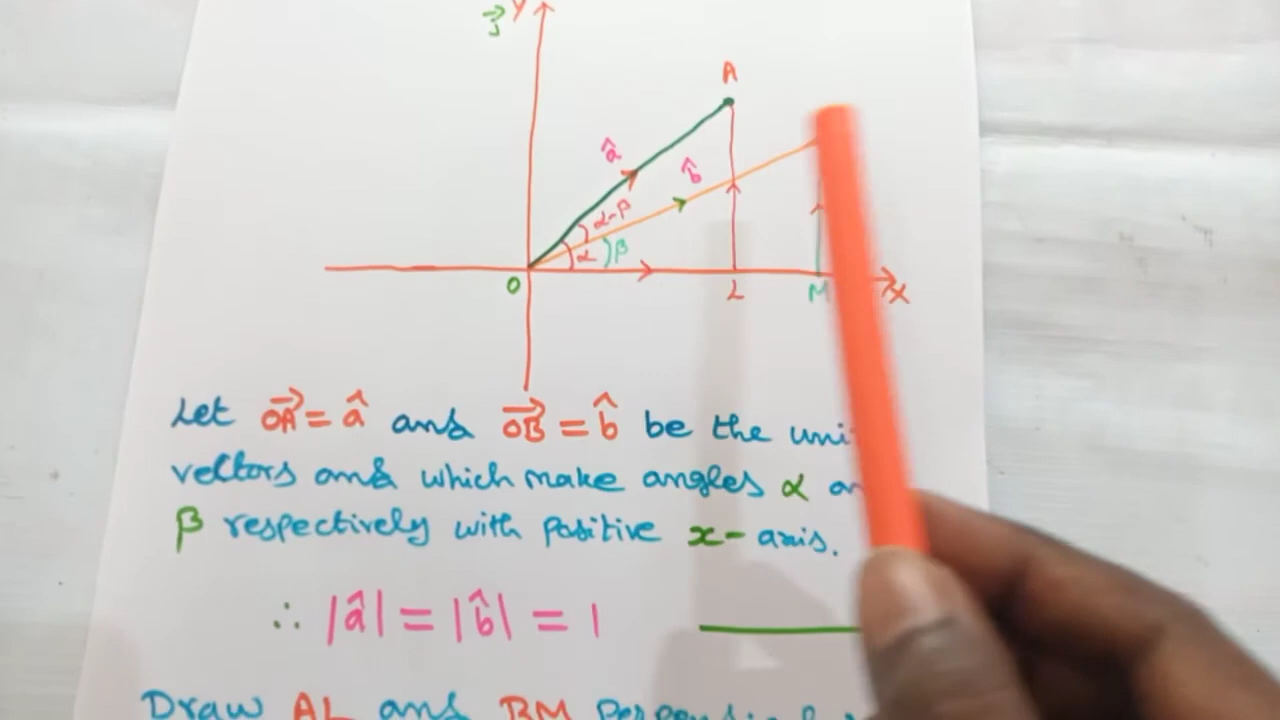 j⃗ y
A
â
b̂
α-β
α β
O L M x
Let OA⃗ = â and OB⃗ = b̂ be the
vectors and which make angles α
β respectively with positive x- axis.
∴ |â| = |b̂| = 1
Draw AL and BM